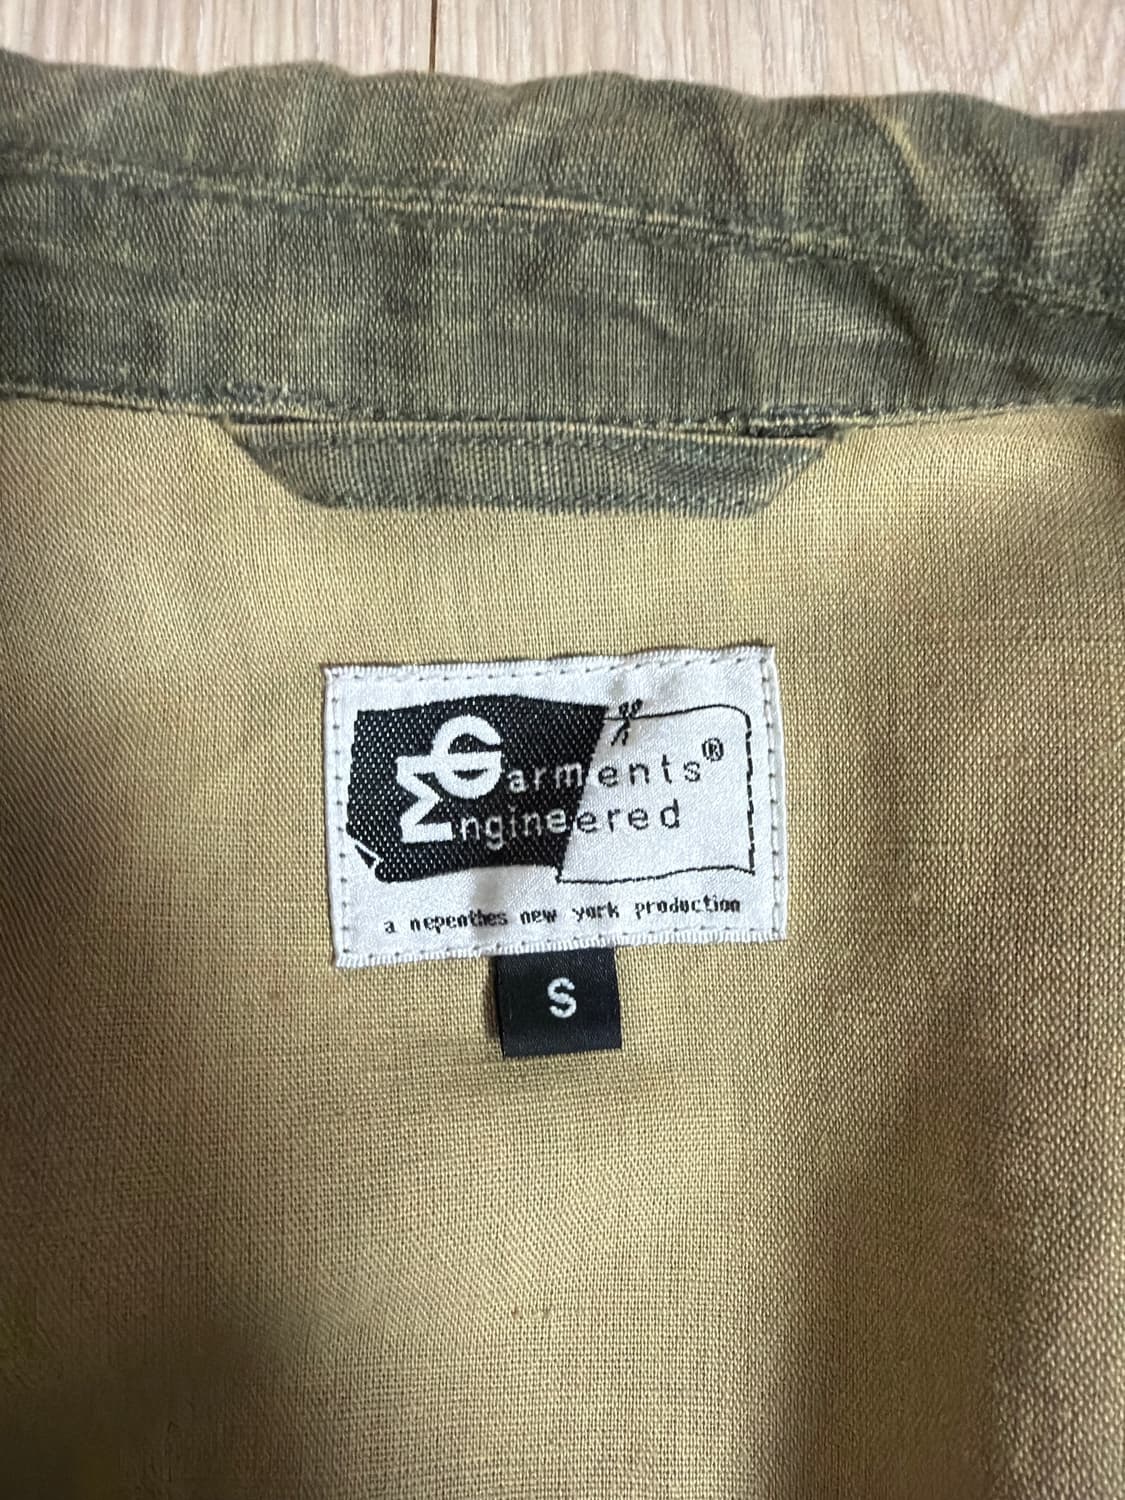 Garments®
Engineered
a nepenthes new york production
S